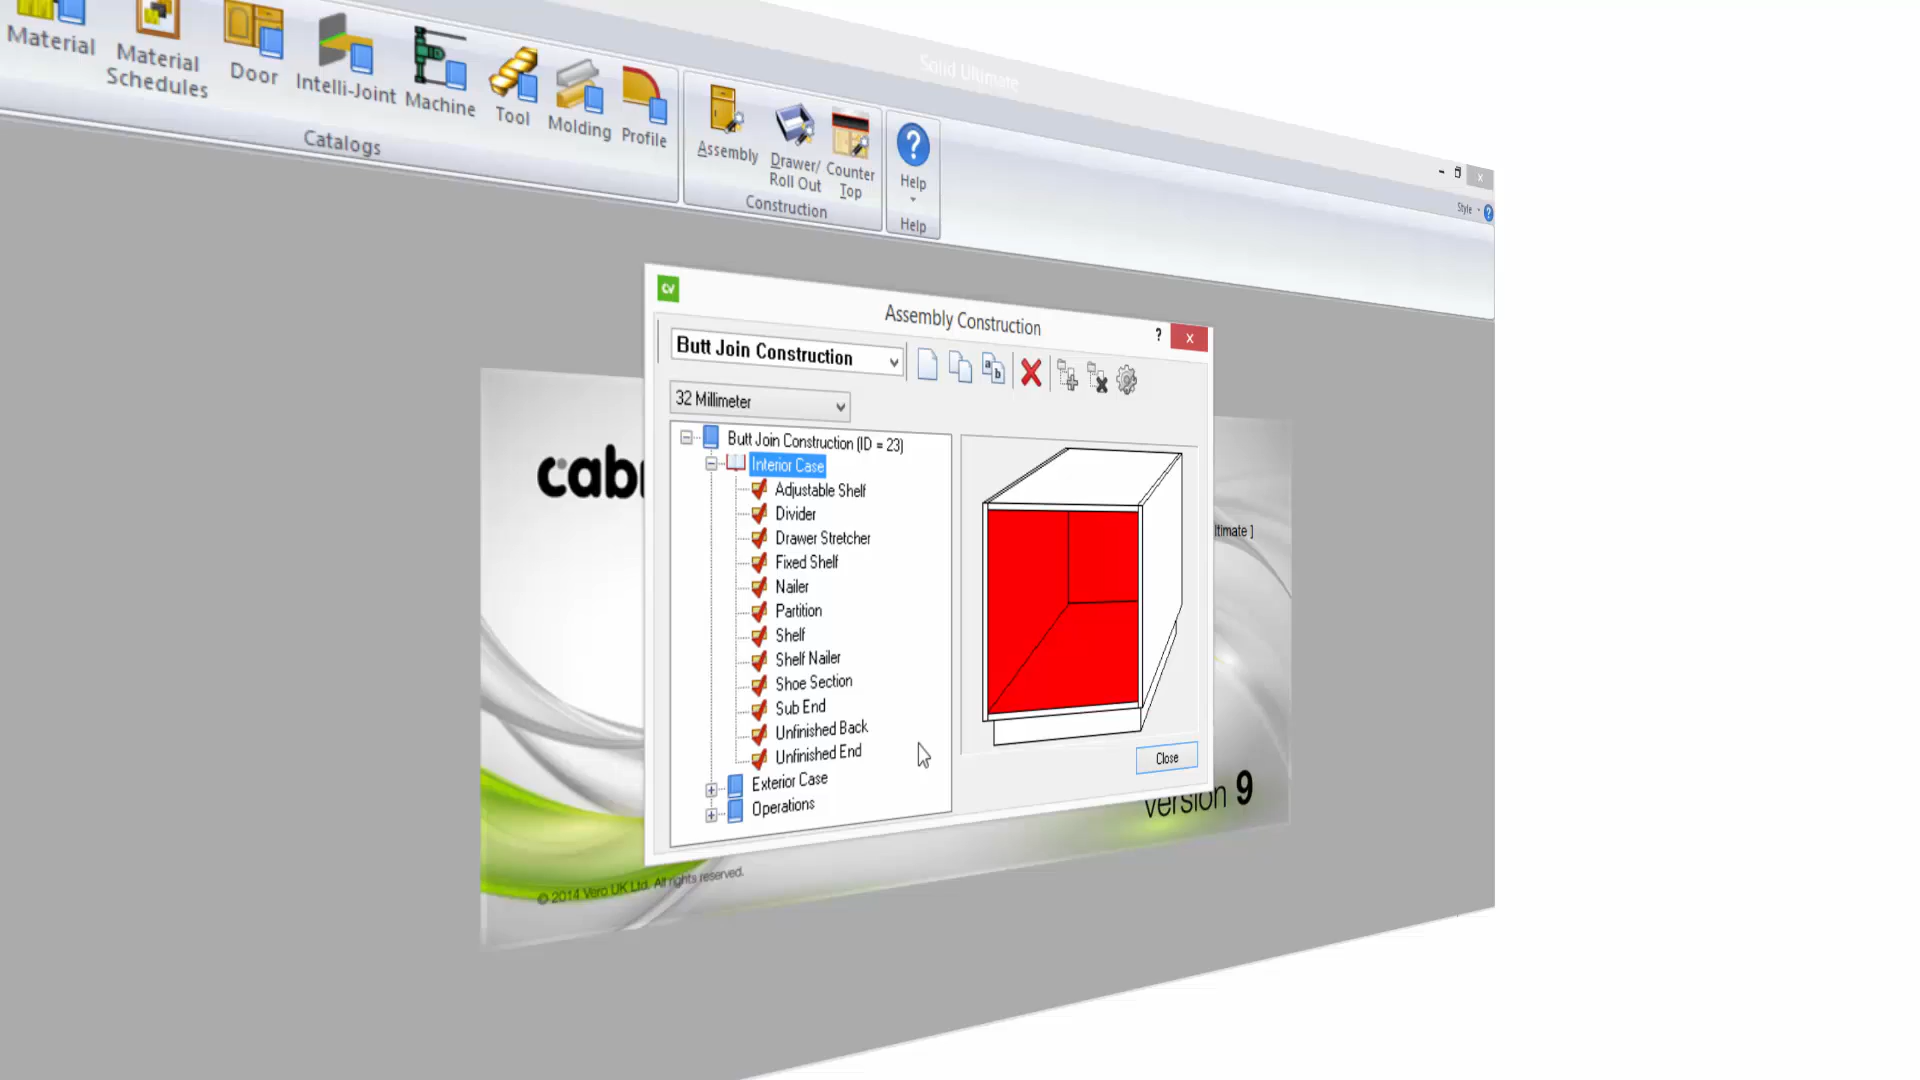 Solid Ultimate
Material
Material
Schedules
Door
Intelli-Joint
Machine
Tool
Molding
Profile
Catalogs
Assembly
Drawer/
Roll Out
Counter
Top
Construction
?
Help
Help
Style
?
cv
Assembly Construction
?
Butt Join Construction
a
b
32 Millimeter
Butt Join Construction (ID = 23)
Interior Case
Adjustable Shelf
Divider
Drawer Stretcher
Fixed Shelf
Nailer
Partition
Shelf
Shelf Nailer
Shoe Section
Sub End
Unfinished Back
Unfinished End
Exterior Case
Operations
Close
cab
ltimate ]
version 9
© 2014 Vero UK Ltd. All rights reserved.